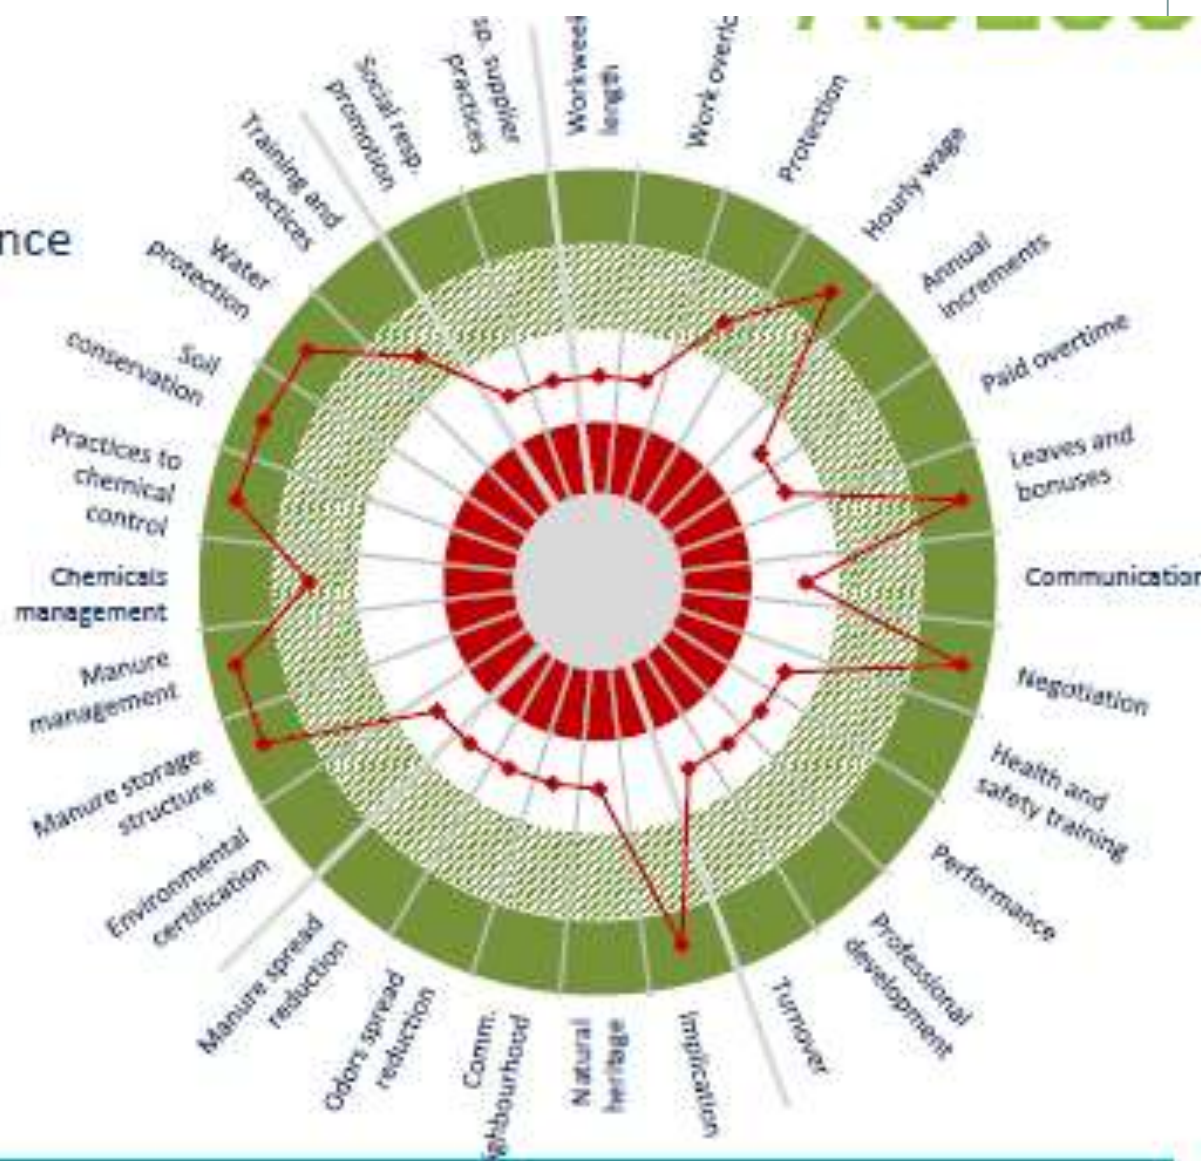 nce
practices
supplier
Social resp.
promotion
Training and
practices
Water
protection
Soil
conservation
Practices to
chemical
control
Chemicals
management
Manure
management
Manure storage
structure
Environmental
certification
Manure spread
reduction
Odors spread
reduction
Comm.
ghbourhood
Natural
heritage
Implication
Turnover
Professional
development
Performance
Health and
safety training
Negotiation
Communication
Leaves and
bonuses
Paid overtime
Annual
increments
Hourly wage
Protection
Work
length